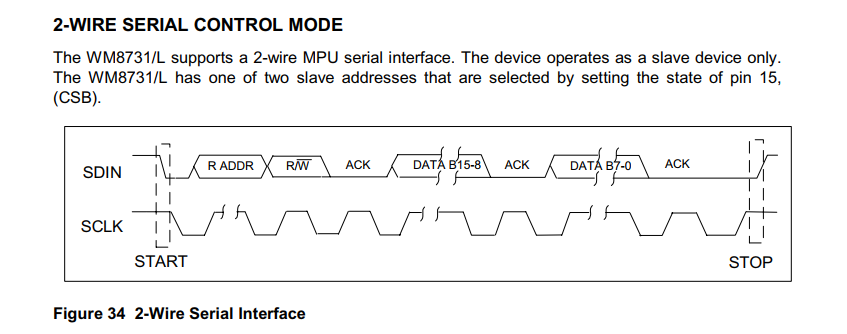 2-WIRE SERIAL CONTROL MODE
The WM8731/L supports a 2-wire MPU serial interface. The device operates as a slave device only.
The WM8731/L has one of two slave addresses that are selected by setting the state of pin 15,
(CSB).
SDIN
R ADDR
R/W
ACK
DATA B15-8
ACK
DATA B7-0
ACK
SCLK
START
STOP
Figure 34 2-Wire Serial Interface